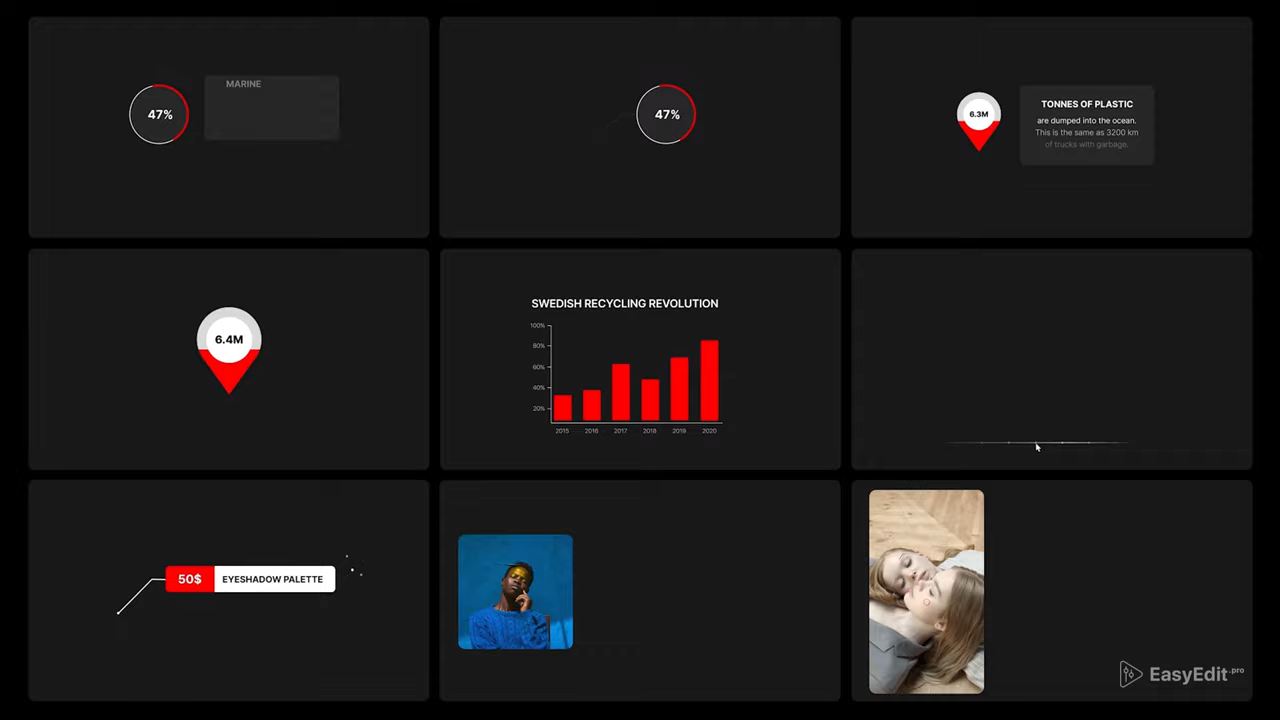 47%
MARINE
47%
6.3M
TONNES OF PLASTIC
are dumped into the ocean.
This is the same as 3200 km
of trucks with garbage.
6.4M
SWEDISH RECYCLING REVOLUTION
100%
80%
60%
40%
20%
2015 2016 2017 2018 2019 2020
50$ EYESHADOW PALETTE
EasyEdit.pro